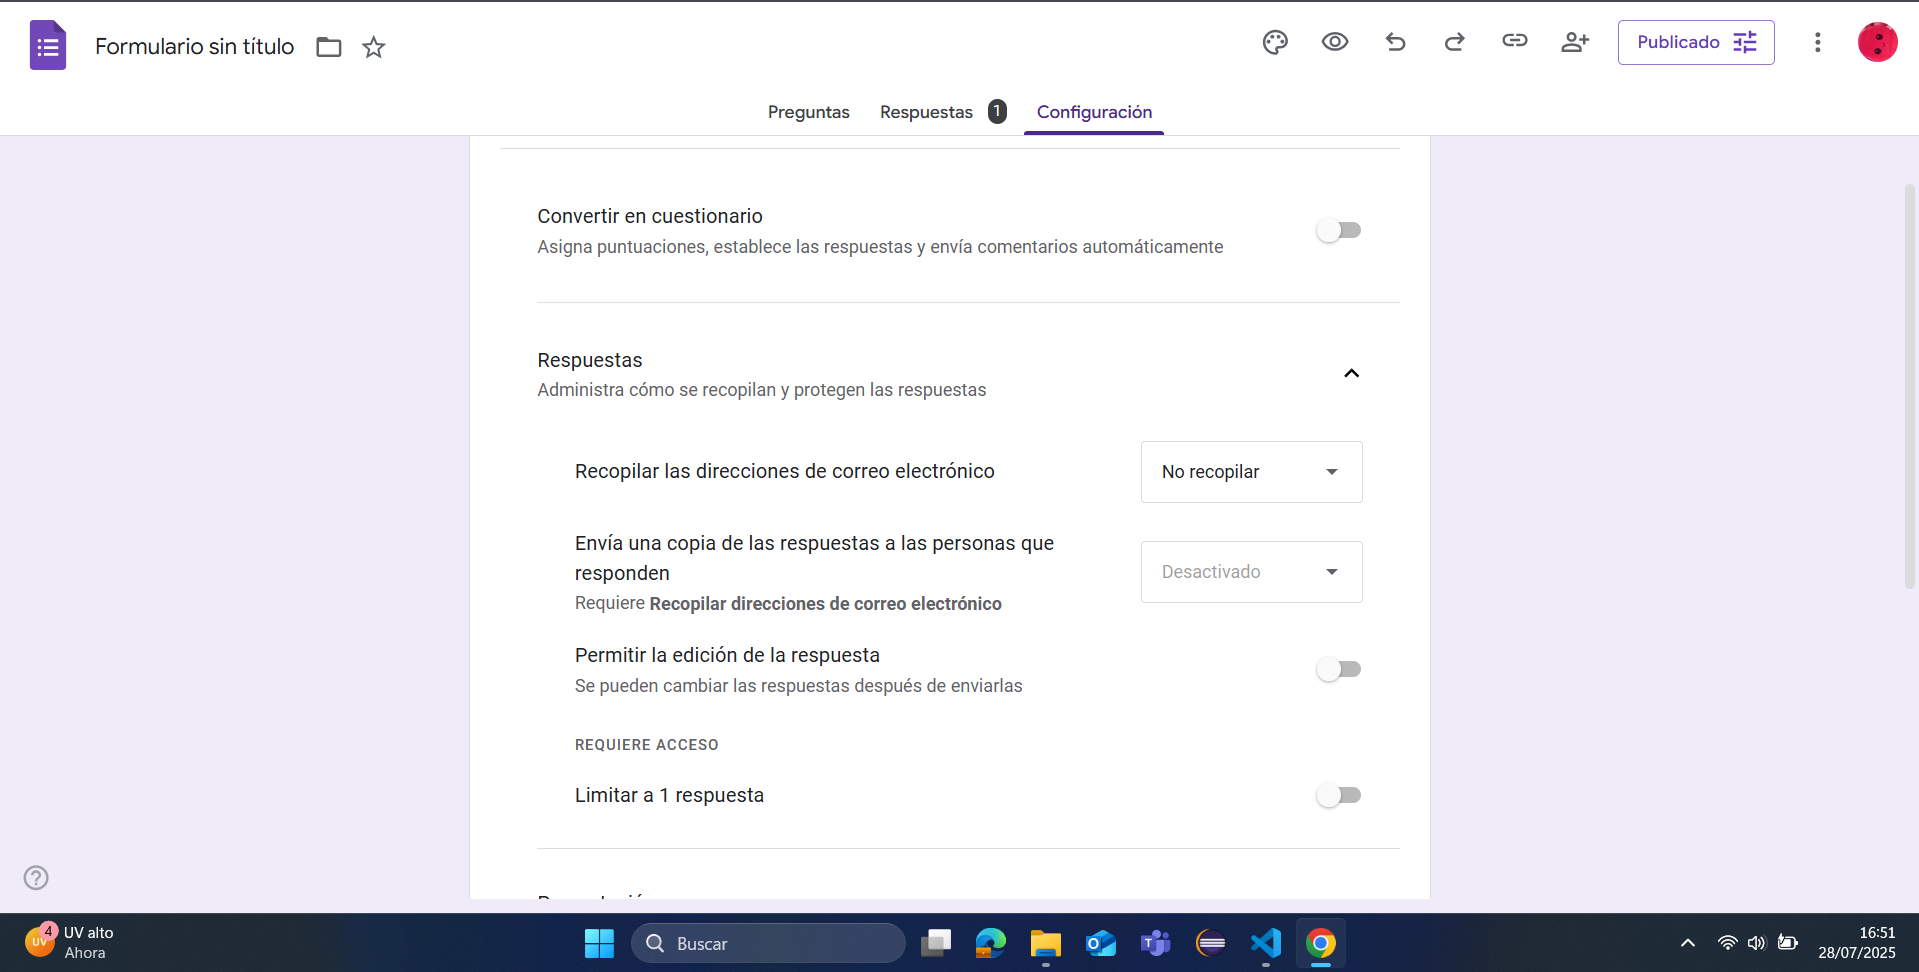 Formulario sin título
Publicado
Preguntas
Respuestas 1
Configuración
Convertir en cuestionario
Asigna puntuaciones, establece las respuestas y envía comentarios automáticamente
Respuestas
Administra cómo se recopilan y protegen las respuestas
Recopilar las direcciones de correo electrónico
No recopilar
Envía una copia de las respuestas a las personas que
responden
Requiere Recopilar direcciones de correo electrónico
Desactivado
Permitir la edición de la respuesta
Se pueden cambiar las respuestas después de enviarlas
REQUIERE ACCESO
Limitar a 1 respuesta
4
UV
UV alto
Ahora
Buscar
16:51
28/07/2025